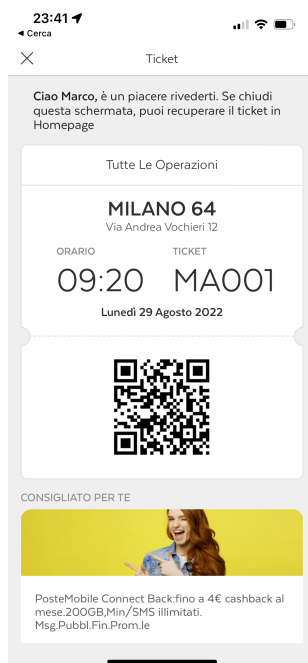 23:41
Cerca
Ticket
Ciao Marco, è un piacere rivederti. Se chiudi
questa schermata, puoi recuperare il ticket in
Homepage
Tutte Le Operazioni
MILANO 64
Via Andrea Vochieri 12
ORARIO TICKET
09:20 MA001
Lunedì 29 Agosto 2022
CONSIGLIATO PER TE
PosteMobile Connect Back:fino a 4€ cashback al
mese.200GB,Min/SMS illimitati.
Msg.Pubbl.Fin.Prom.le